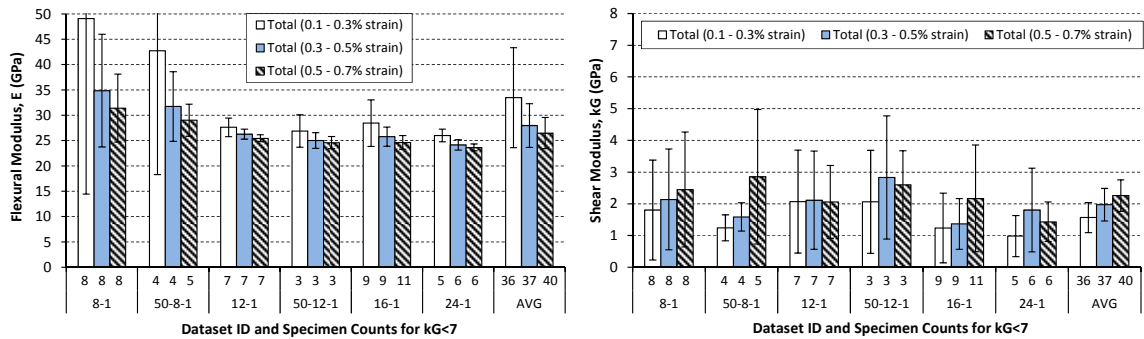 Flexural Modulus, E (GPa)
50
45
40
35
30
25
20
15
10
5
0
Total (0.1 - 0.3% strain)
Total (0.3 - 0.5% strain)
Total (0.5 - 0.7% strain)
8 8 8 4 4 5 7 7 7 3 3 3 9 9 11 5 6 6 36 37 40
8-1 50-8-1 12-1 50-12-1 16-1 24-1 AVG
Dataset ID and Specimen Counts for kG<7
Shear Modulus, kG (GPa)
8
7
6
5
4
3
2
1
0
Total (0.1 - 0.3% strain) Total (0.3 - 0.5% strain) Total (0.5 - 0.7% strain)
8 8 8 4 4 5 7 7 7 3 3 3 9 9 11 5 6 6 36 37 40
8-1 50-8-1 12-1 50-12-1 16-1 24-1 AVG
Dataset ID and Specimen Counts for kG<7